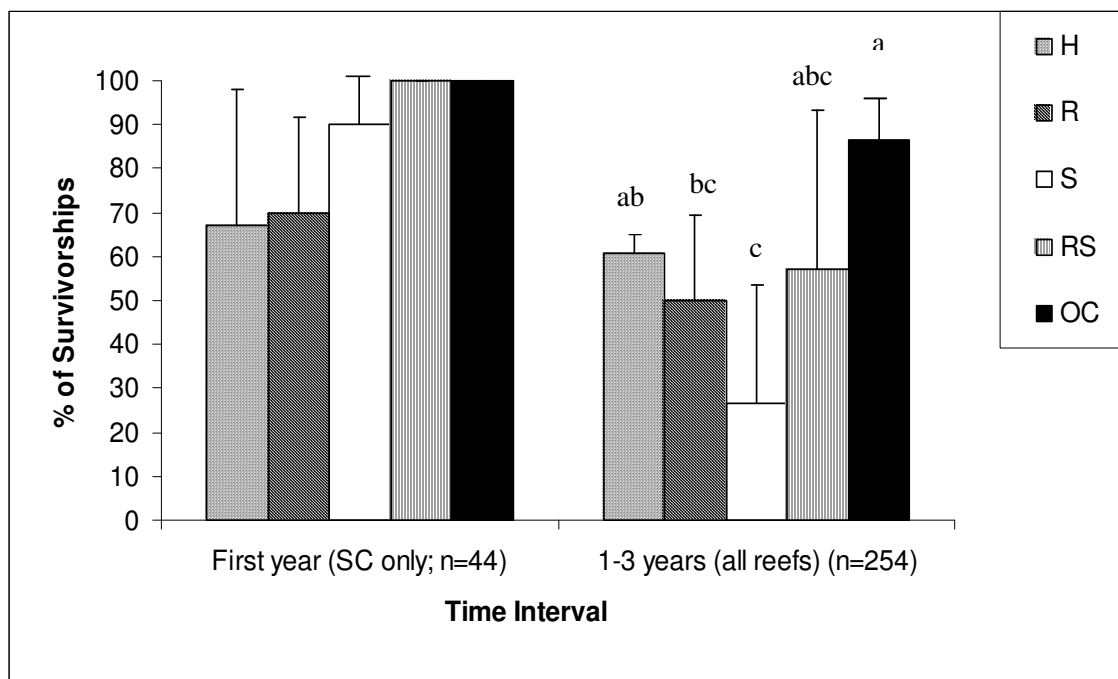 H
R
S
RS
OC
% of Survivorships
100
90
80
70
60
50
40
30
20
10
0
ab
bc
c
abc
a
First year (SC only; n=44)
1-3 years (all reefs) (n=254)
Time Interval